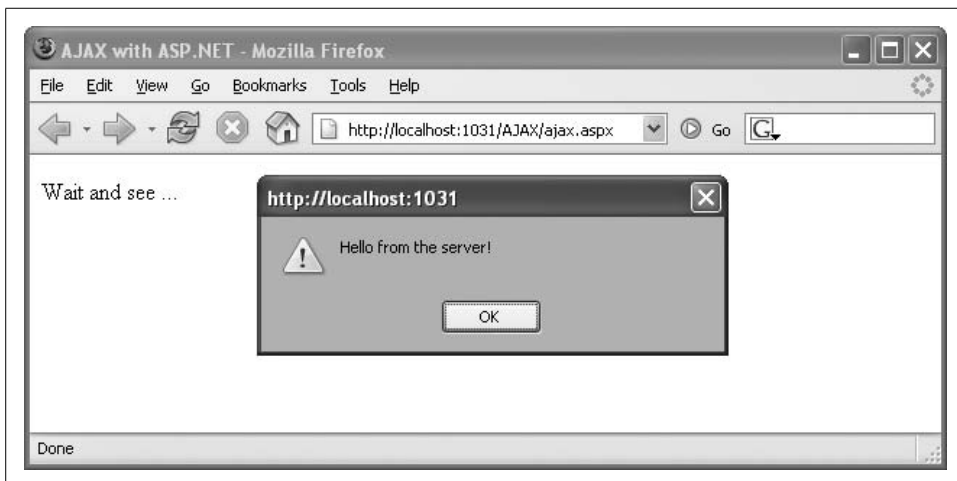 AJAX with ASP.NET - Mozilla Firefox
File Edit View Go Bookmarks Tools Help
http://localhost:1031/AJAX/ajax.aspx Go G
Wait and see ...
http://localhost:1031
Hello from the server!
OK
Done